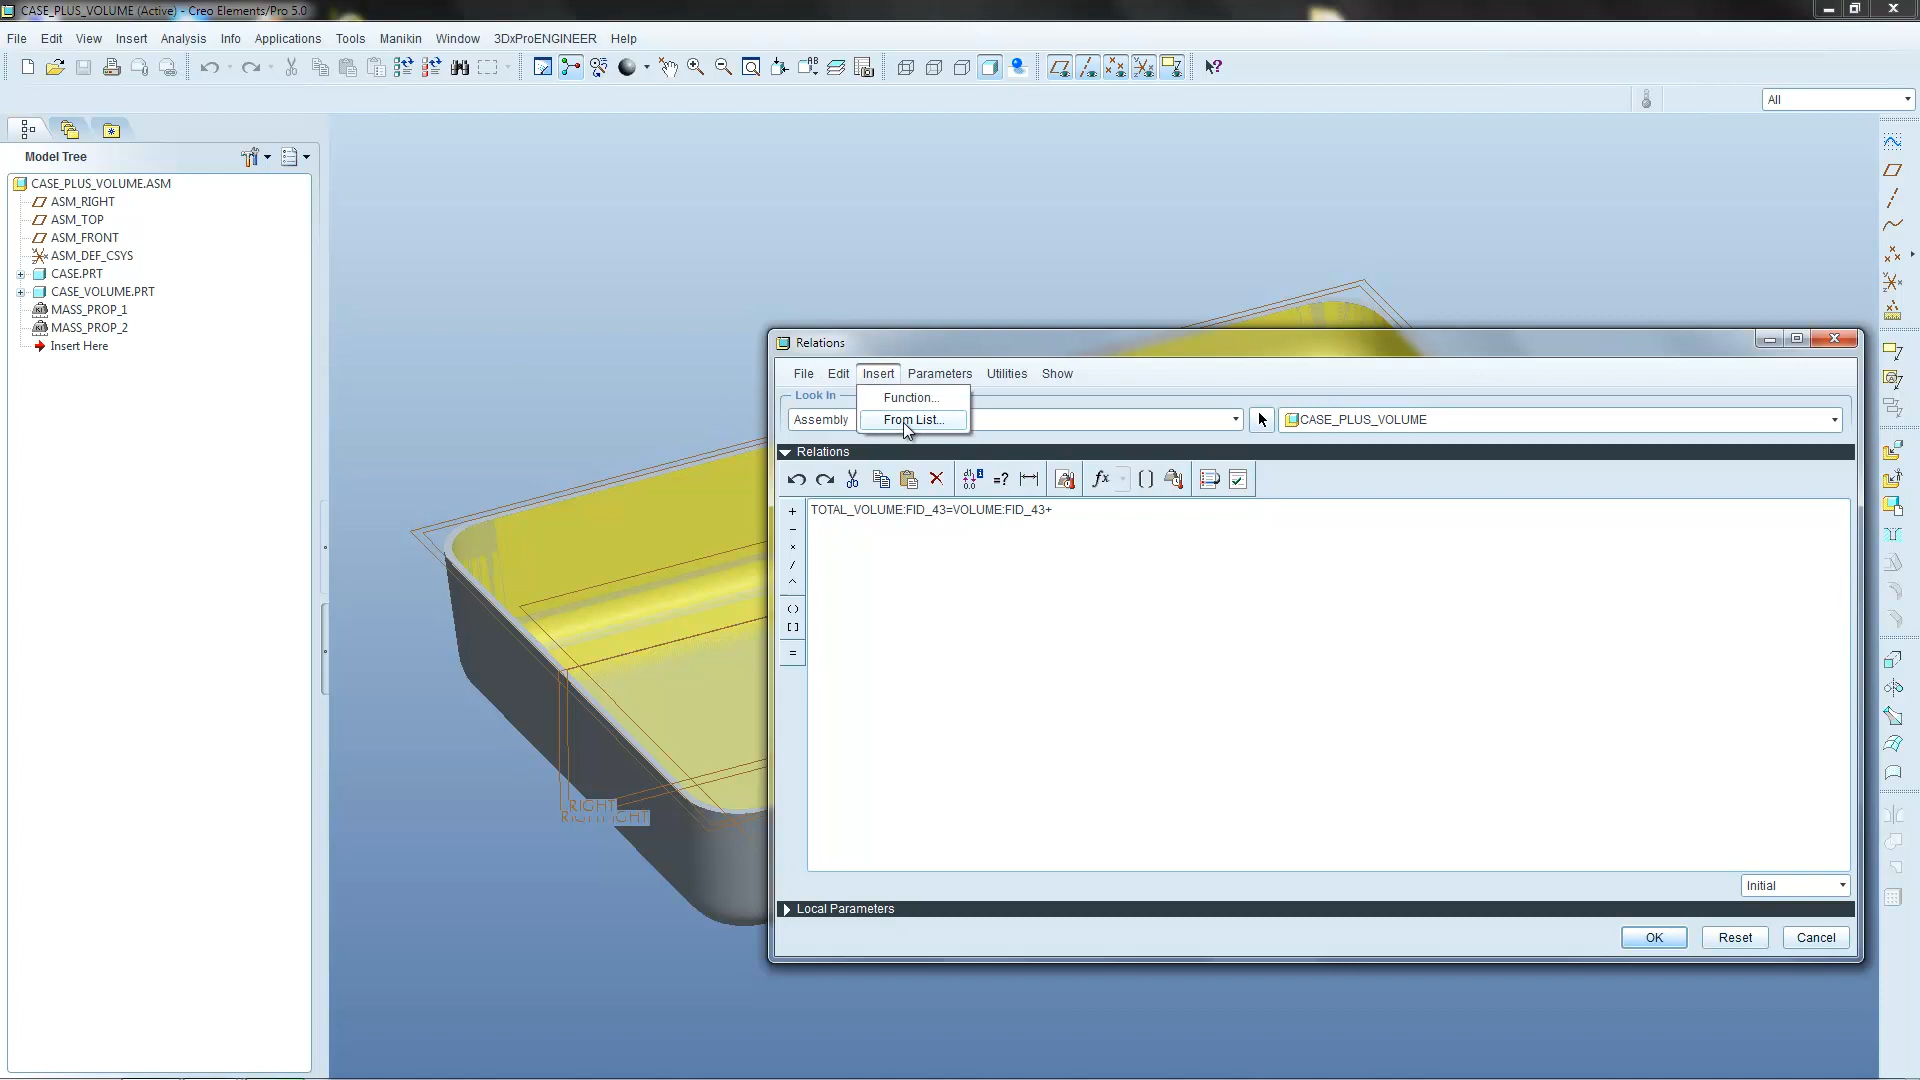 CASE_PLUS_VOLUME (Active) - Creo Elements/Pro 5.0
File Edit View Insert Analysis Info Applications Tools Manikin Window 3DxProENGINEER Help
All
Model Tree
CASE_PLUS_VOLUME.ASM
ASM_RIGHT
ASM_TOP
ASM_FRONT
ASM_DEF_CSYS
CASE.PRT
CASE_VOLUME.PRT
MASS_PROP_1
MASS_PROP_2
Insert Here
Relations
File Edit Insert Parameters Utilities Show
Look In
Function...
From List...
Assembly
CASE_PLUS_VOLUME
Relations
TOTAL_VOLUME:FID_43=VOLUME:FID_43+
Initial
Local Parameters
OK Reset Cancel
RIGHT